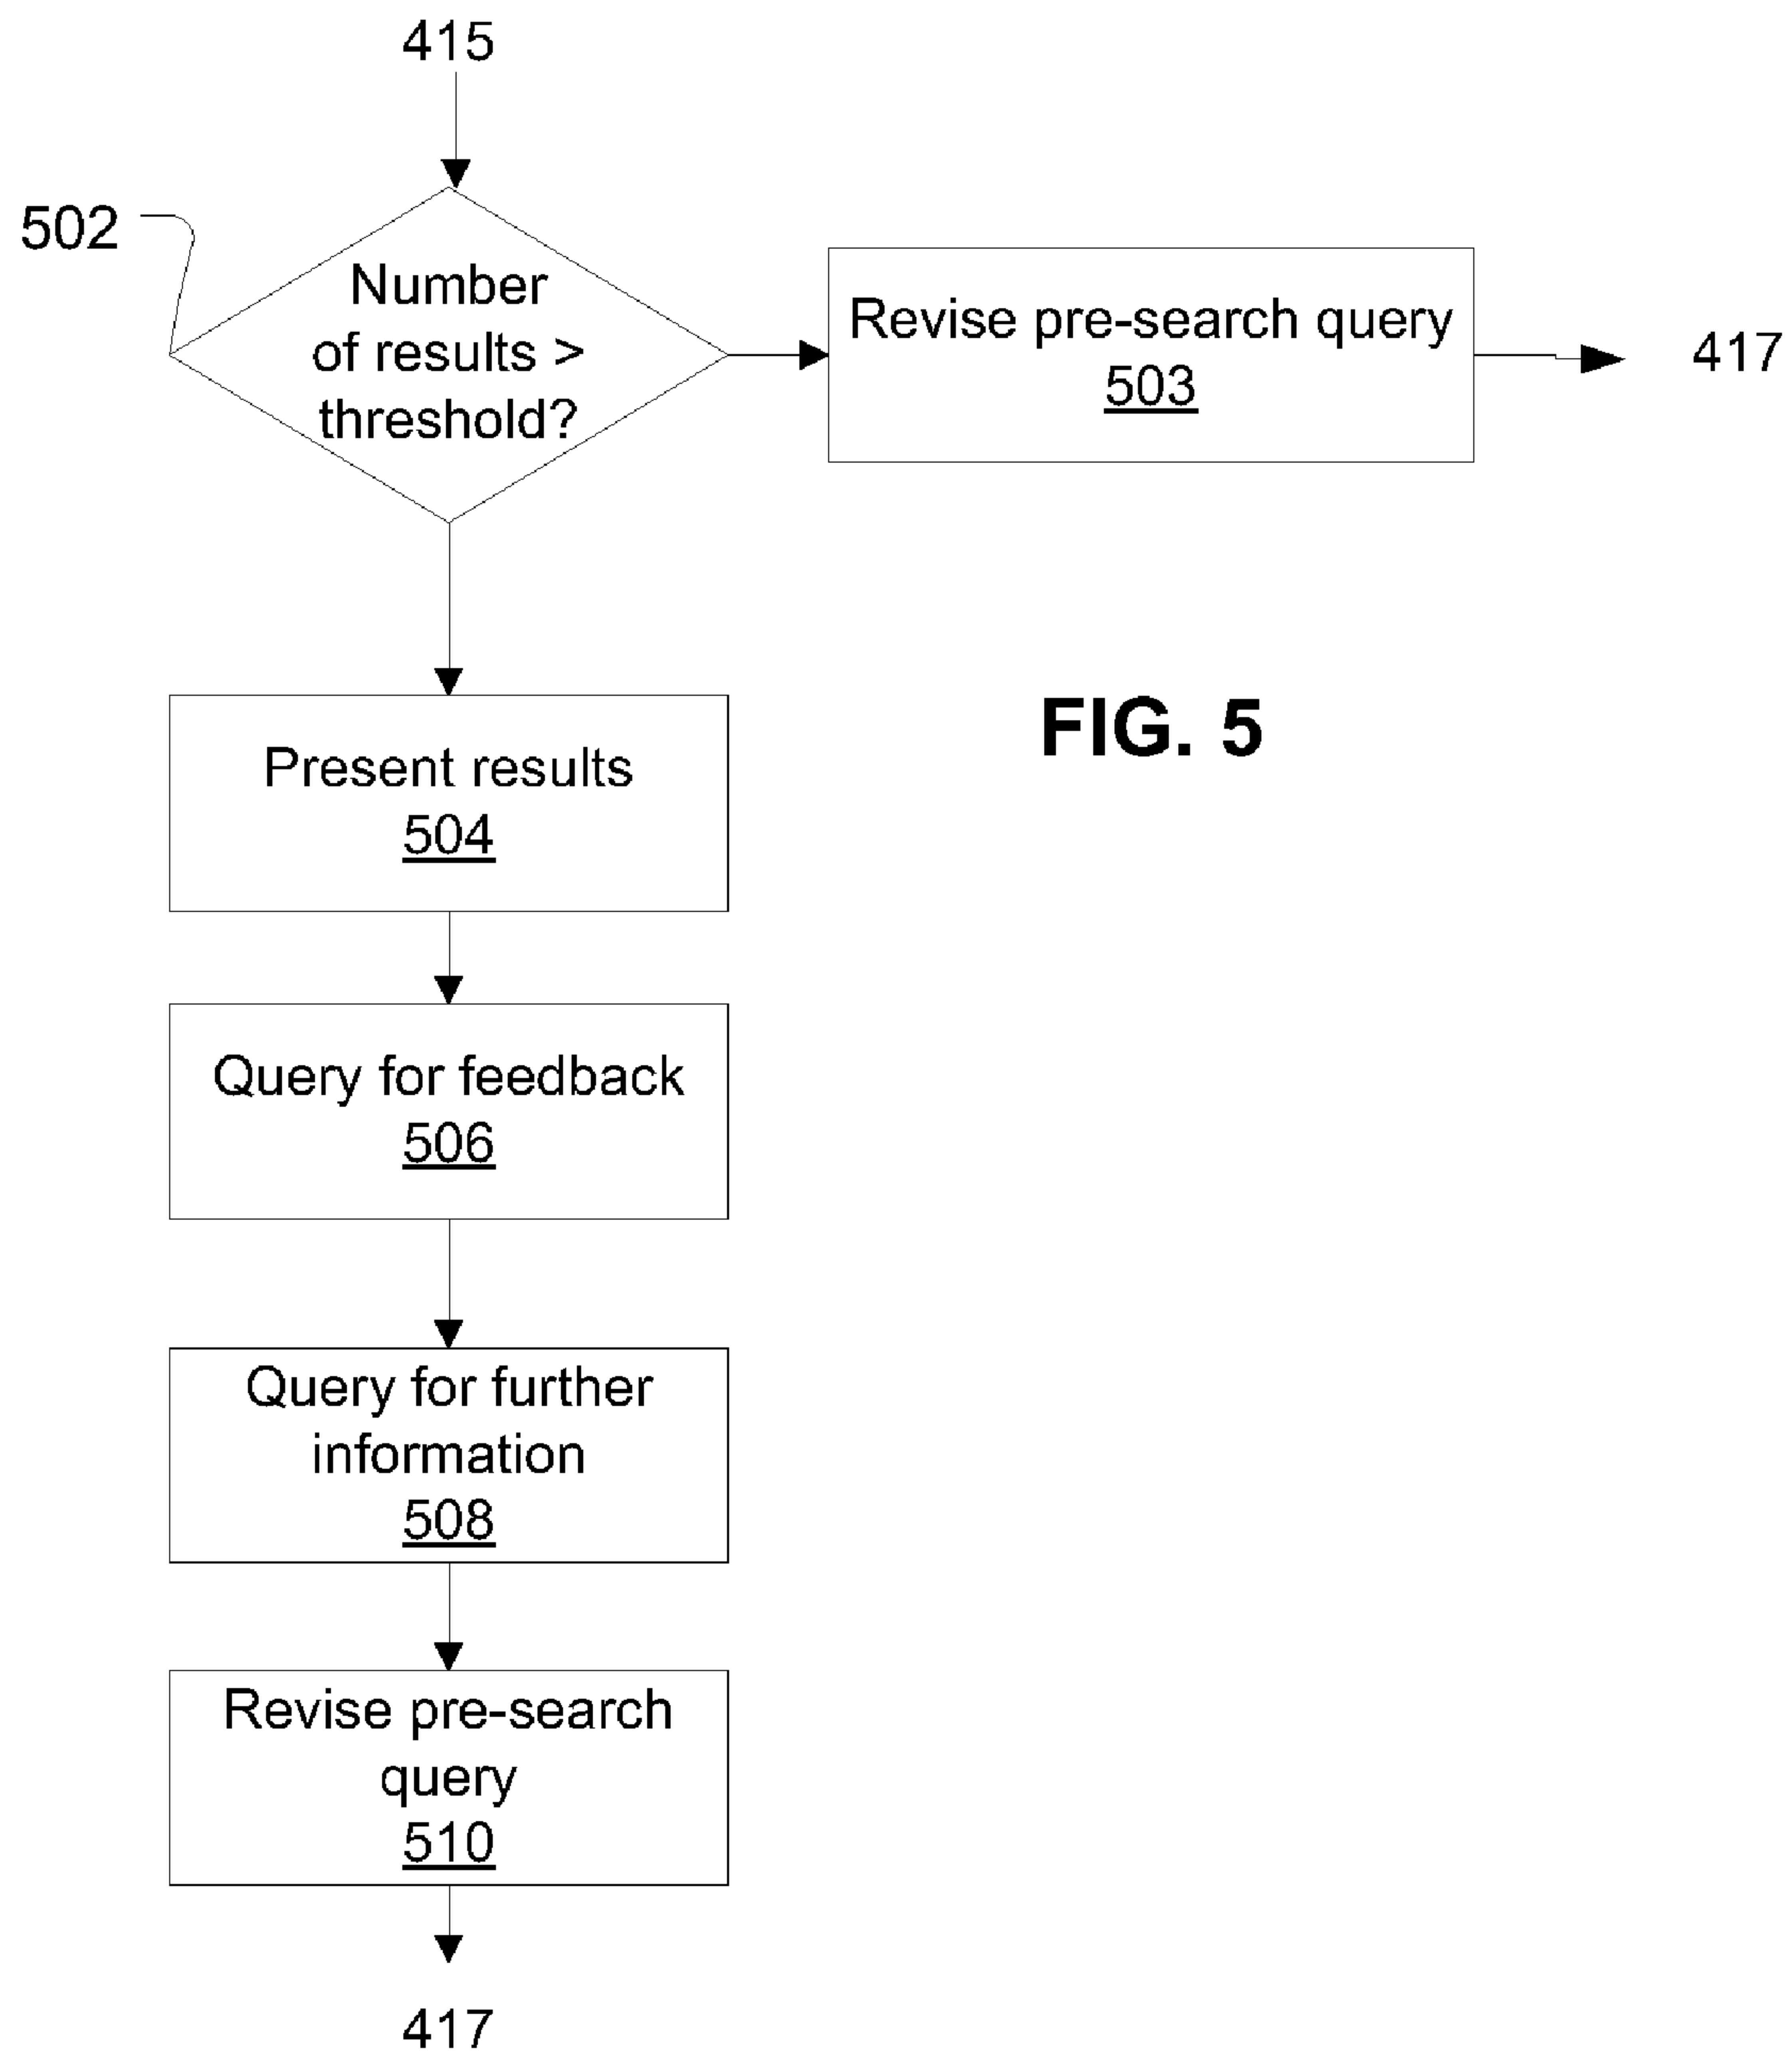 415
502
Number
of results >
threshold?
Revise pre-search query
503
417
FIG. 5
Present results
504
Query for feedback
506
Query for further
information
508
Revise pre-search
query
510
417